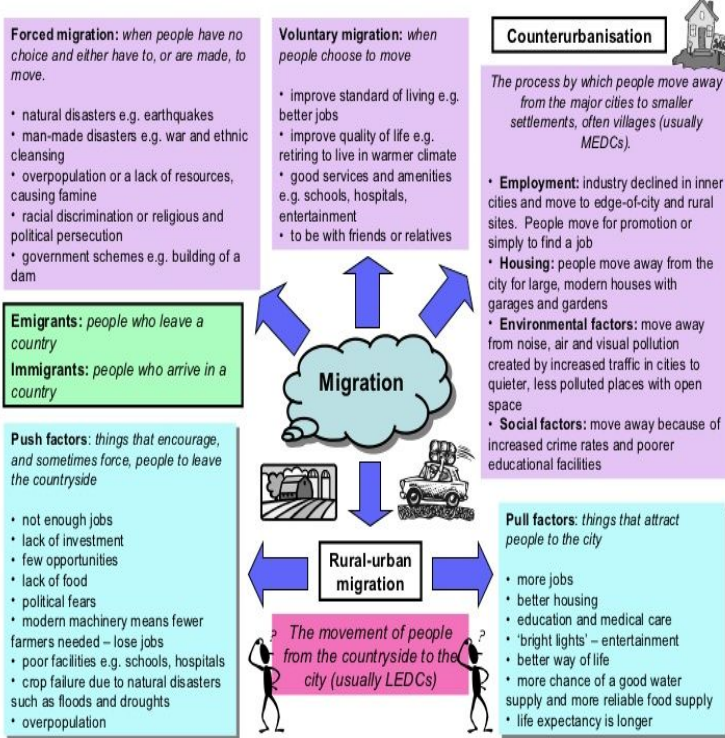 Forced migration: when people have no
choice and either have to, or are made, to
move.
• natural disasters e.g. earthquakes
• man-made disasters e.g. war and ethnic
cleansing
• overpopulation or a lack of resources,
causing famine
• racial discrimination or religious and
political persecution
• government schemes e.g. building of a
dam
Voluntary migration: when
people choose to move
• improve standard of living e.g.
better jobs
• improve quality of life e.g.
retiring to live in warmer climate
• good services and amenities
e.g. schools, hospitals,
entertainment
• to be with friends or relatives
Counterurbanisation
The process by which people move away
from the major cities to smaller
settlements, often villages (usually
MEDCs).
• Employment: industry declined in inner
cities and move to edge-of-city and rural
sites. People move for promotion or
simply to find a job
• Housing: people move away from the
city for large, modern houses with
garages and gardens
• Environmental factors: move away
from noise, air and visual pollution
created by increased traffic in cities to
quieter, less polluted places with open
space
• Social factors: move away because of
increased crime rates and poorer
educational facilities
Emigrants: people who leave a
country
Immigrants: people who arrive in a
country
Migration
Push factors: things that encourage,
and sometimes force, people to leave
the countryside
• not enough jobs
• lack of investment
• few opportunities
• lack of food
• political fears
• modern machinery means fewer
farmers needed – lose jobs
• poor facilities e.g. schools, hospitals
• crop failure due to natural disasters
such as floods and droughts
• overpopulation
Rural-urban
migration
?
The movement of people
from the countryside to the
city (usually LEDCs)
?
Pull factors: things that attract
people to the city
• more jobs
• better housing
• education and medical care
• 'bright lights' – entertainment
• better way of life
• more chance of a good water
supply and more reliable food supply
• life expectancy is longer